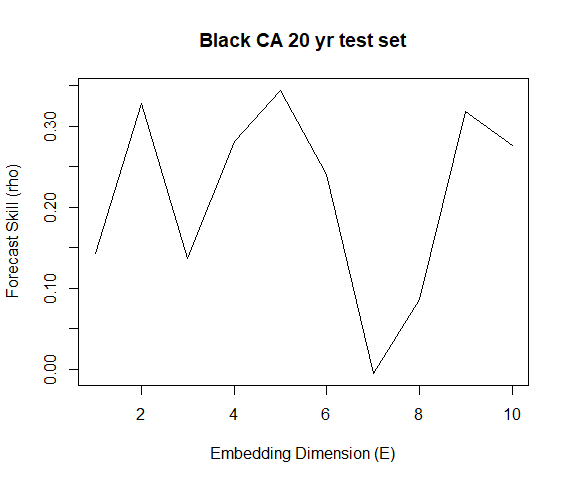 Black CA 20 yr test set
Forecast Skill (rho)
0.30
0.20
0.10
0.00
2 4 6 8 10
Embedding Dimension (E)